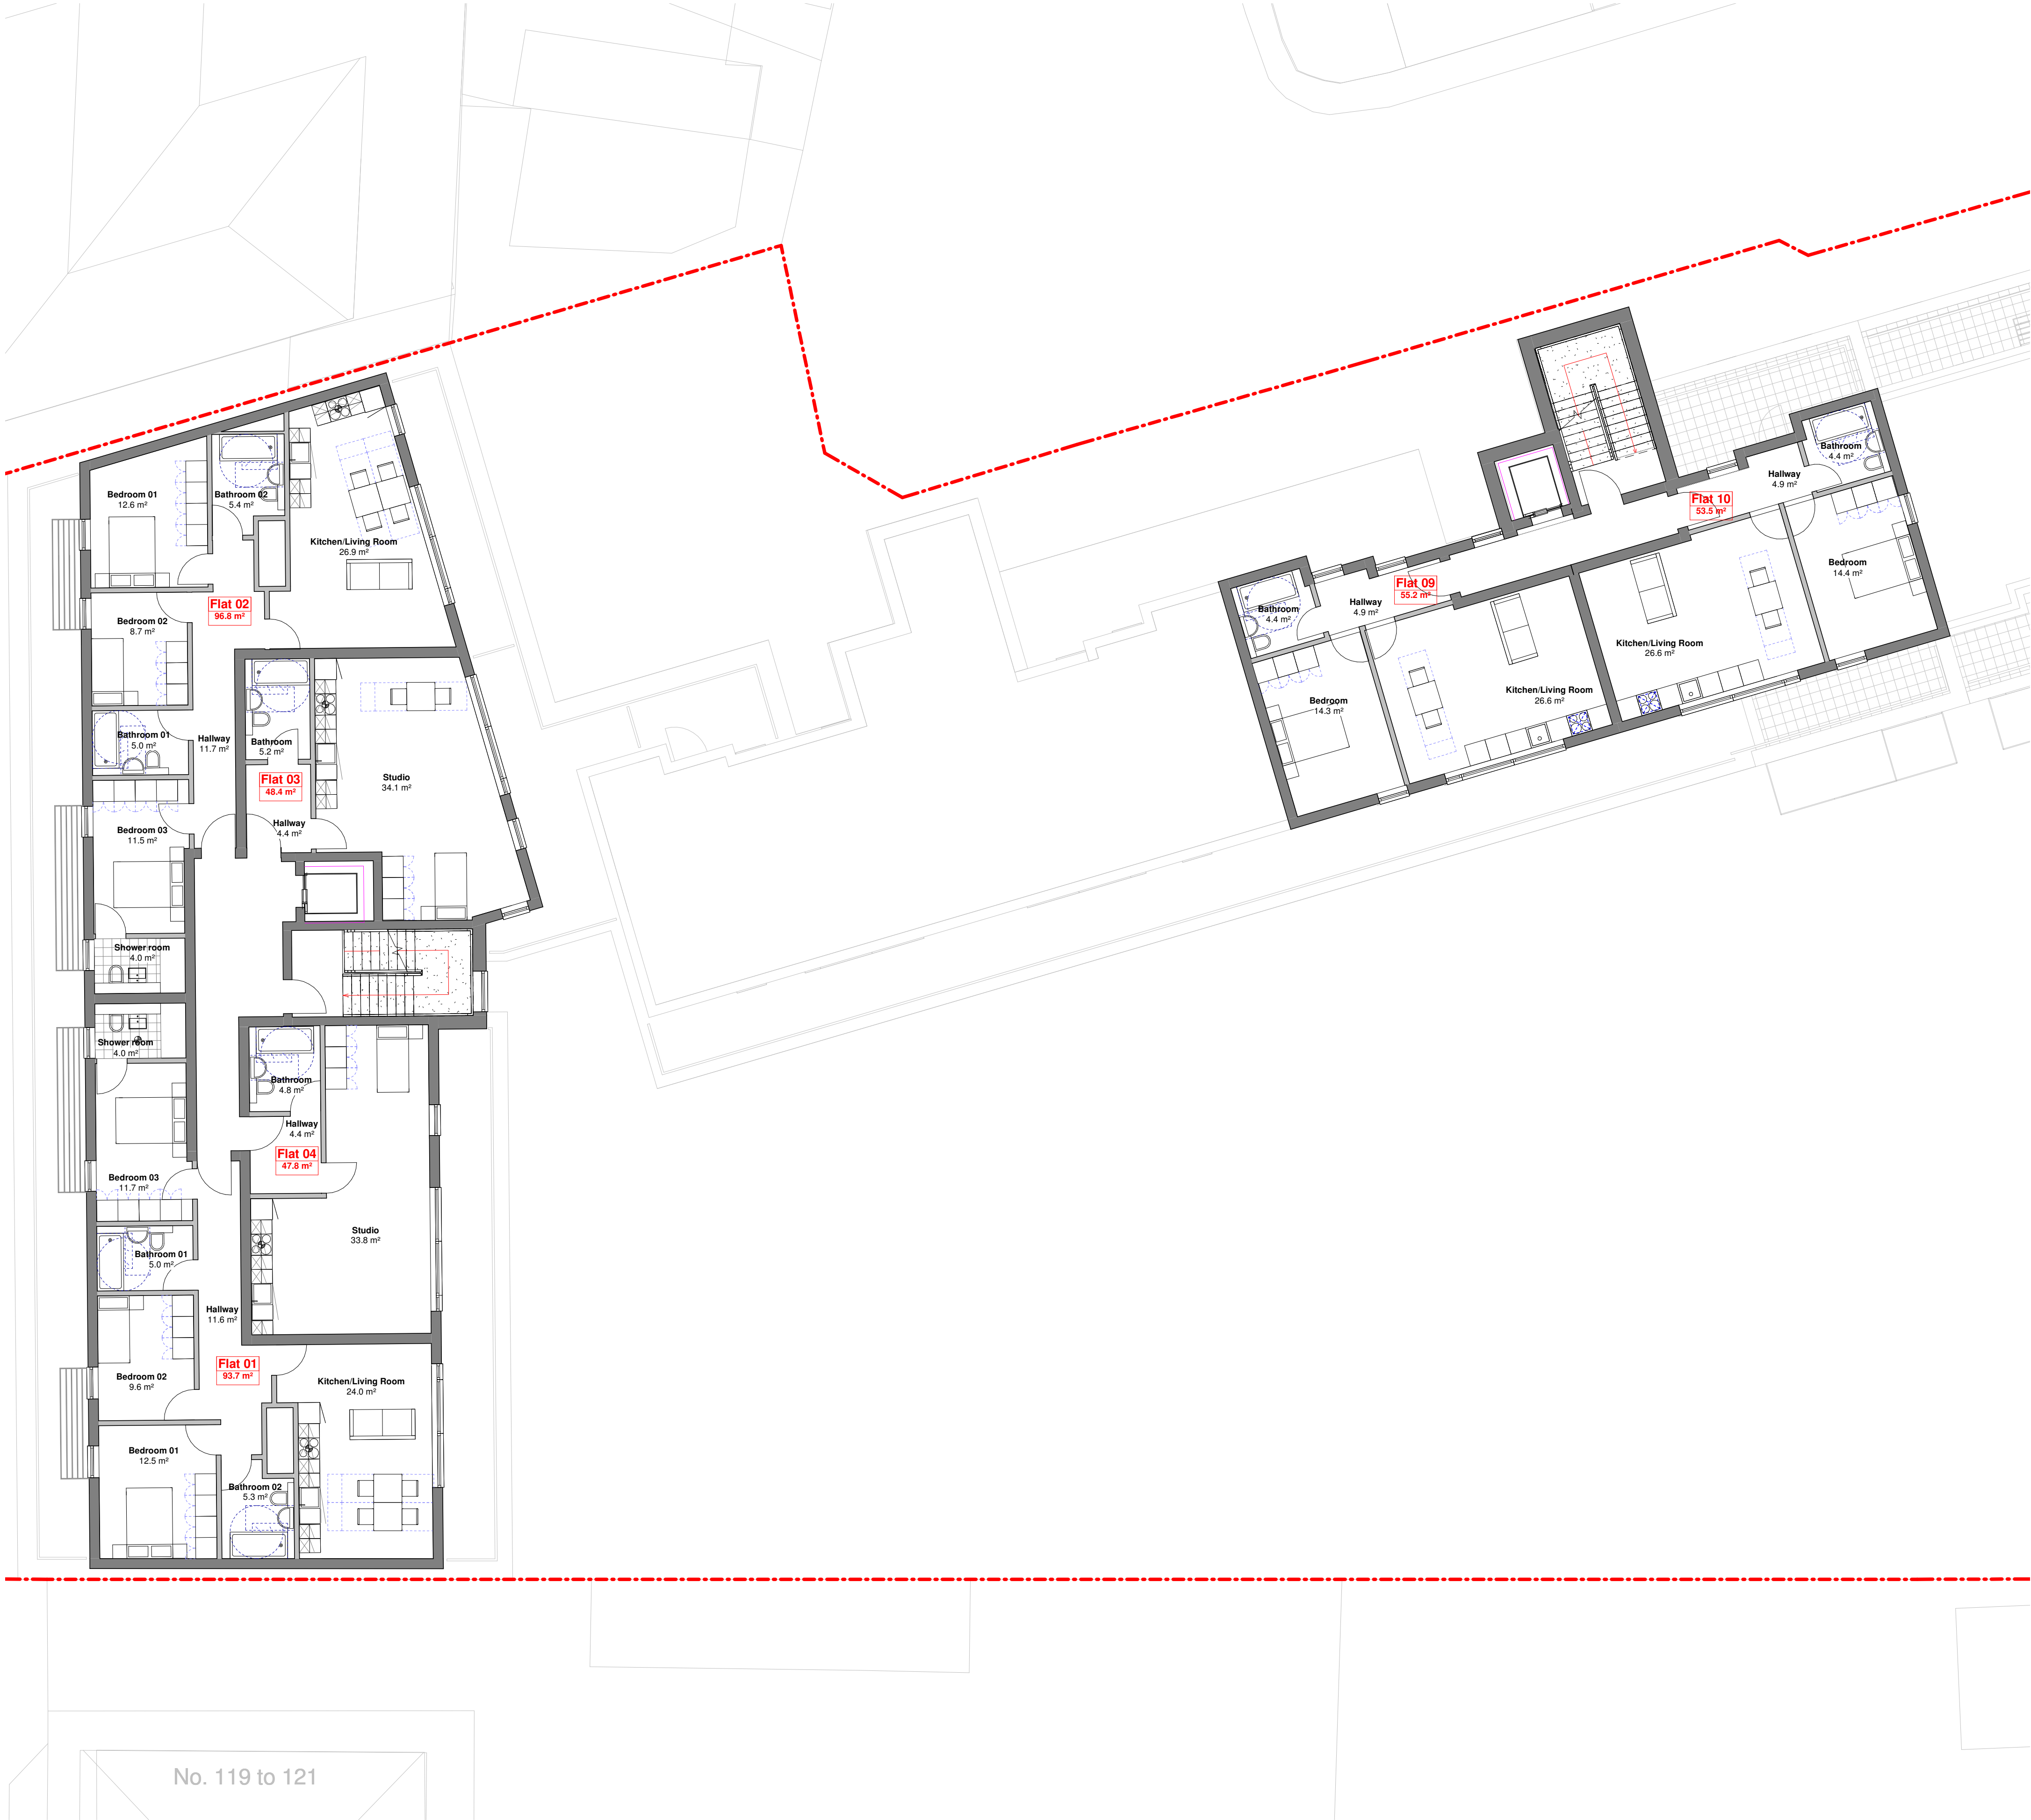 Bedroom 01
12.6 m²
Bathroom 02
5.4 m²
Kitchen/Living Room
26.9 m²
Flat 02
96.8 m²
Bedroom 02
8.7 m²
Bathroom 01
5.0 m²
Hallway
11.7 m²
Bathroom
5.2 m²
Flat 03
48.4 m²
Studio
34.1 m²
Hallway
4.4 m²
Bedroom 03
11.5 m²
Shower room
4.0 m²
Shower room
4.0 m²
Bathroom
4.8 m²
Hallway
4.4 m²
Flat 04
47.8 m²
Bedroom 03
11.7 m²
Studio
33.8 m²
Bathroom 01
5.0 m²
Hallway
11.6 m²
Flat 01
93.7 m²
Bedroom 02
9.6 m²
Kitchen/Living Room
24.0 m²
Bedroom 01
12.5 m²
Bathroom 02
5.3 m²
Bathroom
4.4 m²
Hallway
4.9 m²
Flat 09
55.2 m²
Bedroom
14.3 m²
Kitchen/Living Room
26.6 m²
Kitchen/Living Room
26.6 m²
Flat 10
53.5 m²
Hallway
4.9 m²
Bathroom
4.4 m²
Bedroom
14.4 m²
No. 119 to 121